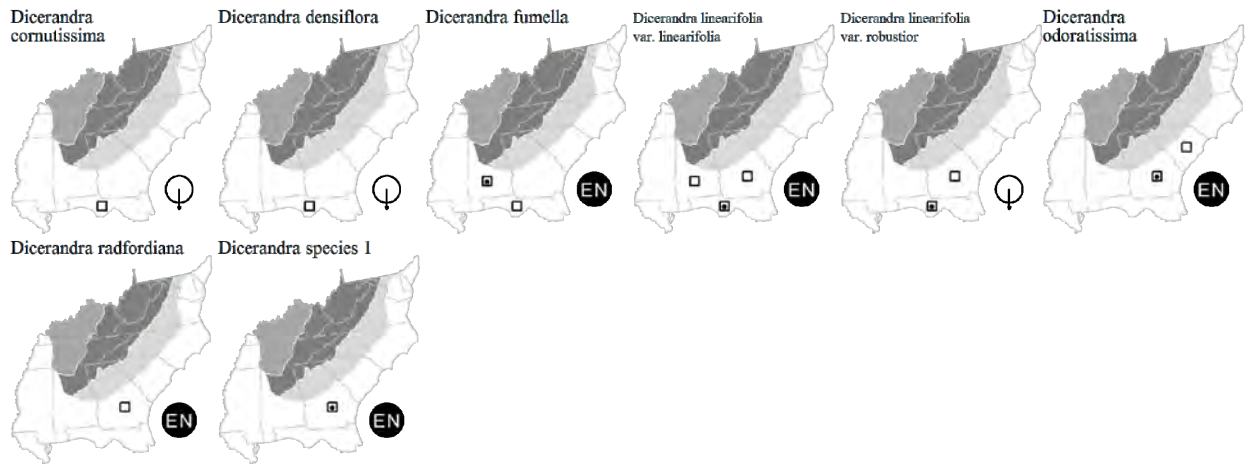 Dicerandra
cornutissima
Dicerandra densiflora
Dicerandra fumella
EN
Dicerandra linearifolia
var. linearifolia
EN
Dicerandra linearifolia
var. robustior
Dicerandra
odoratissima
EN
Dicerandra radfordiana
EN
Dicerandra species 1
EN